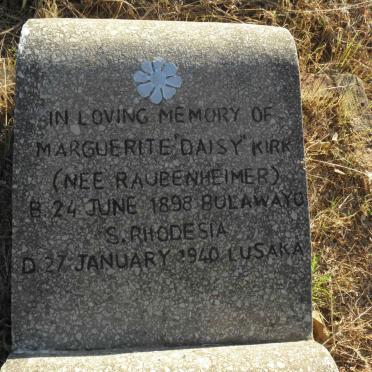 IN LOVING MEMORY OF
MARGUERITE "DAISY" KIRK
(NEE RAUBENHEIMER)
B. 24 JUNE 1898 BULAWAYO
S. RHODESIA
D. 27 JANUARY 1940 LUSAKA